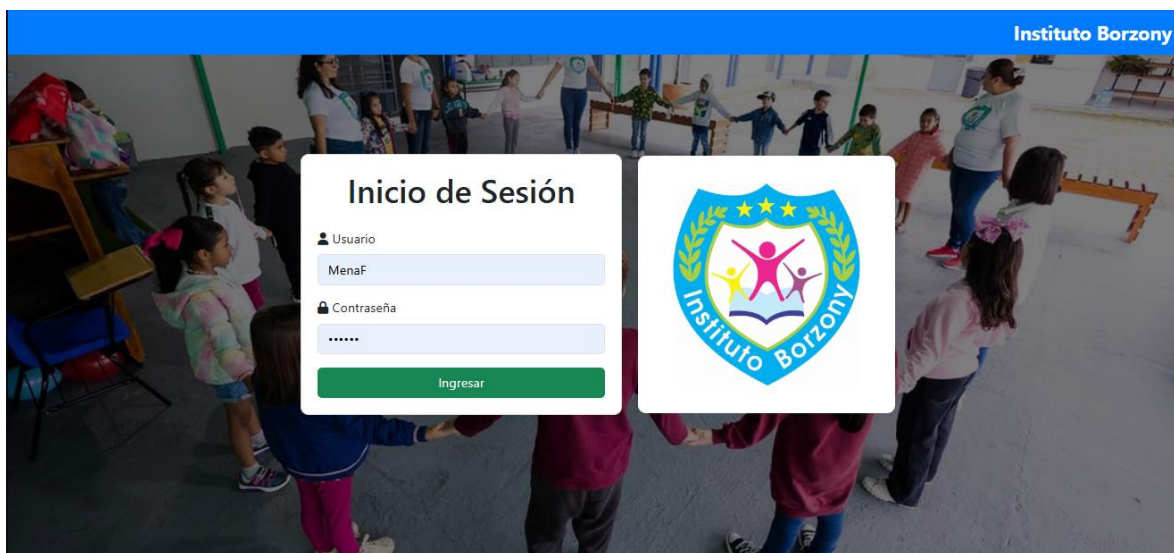 Instituto Borzony
Inicio de Sesión
Usuario
MenaF
Contraseña
••••••
Ingresar
Instituto Borzony